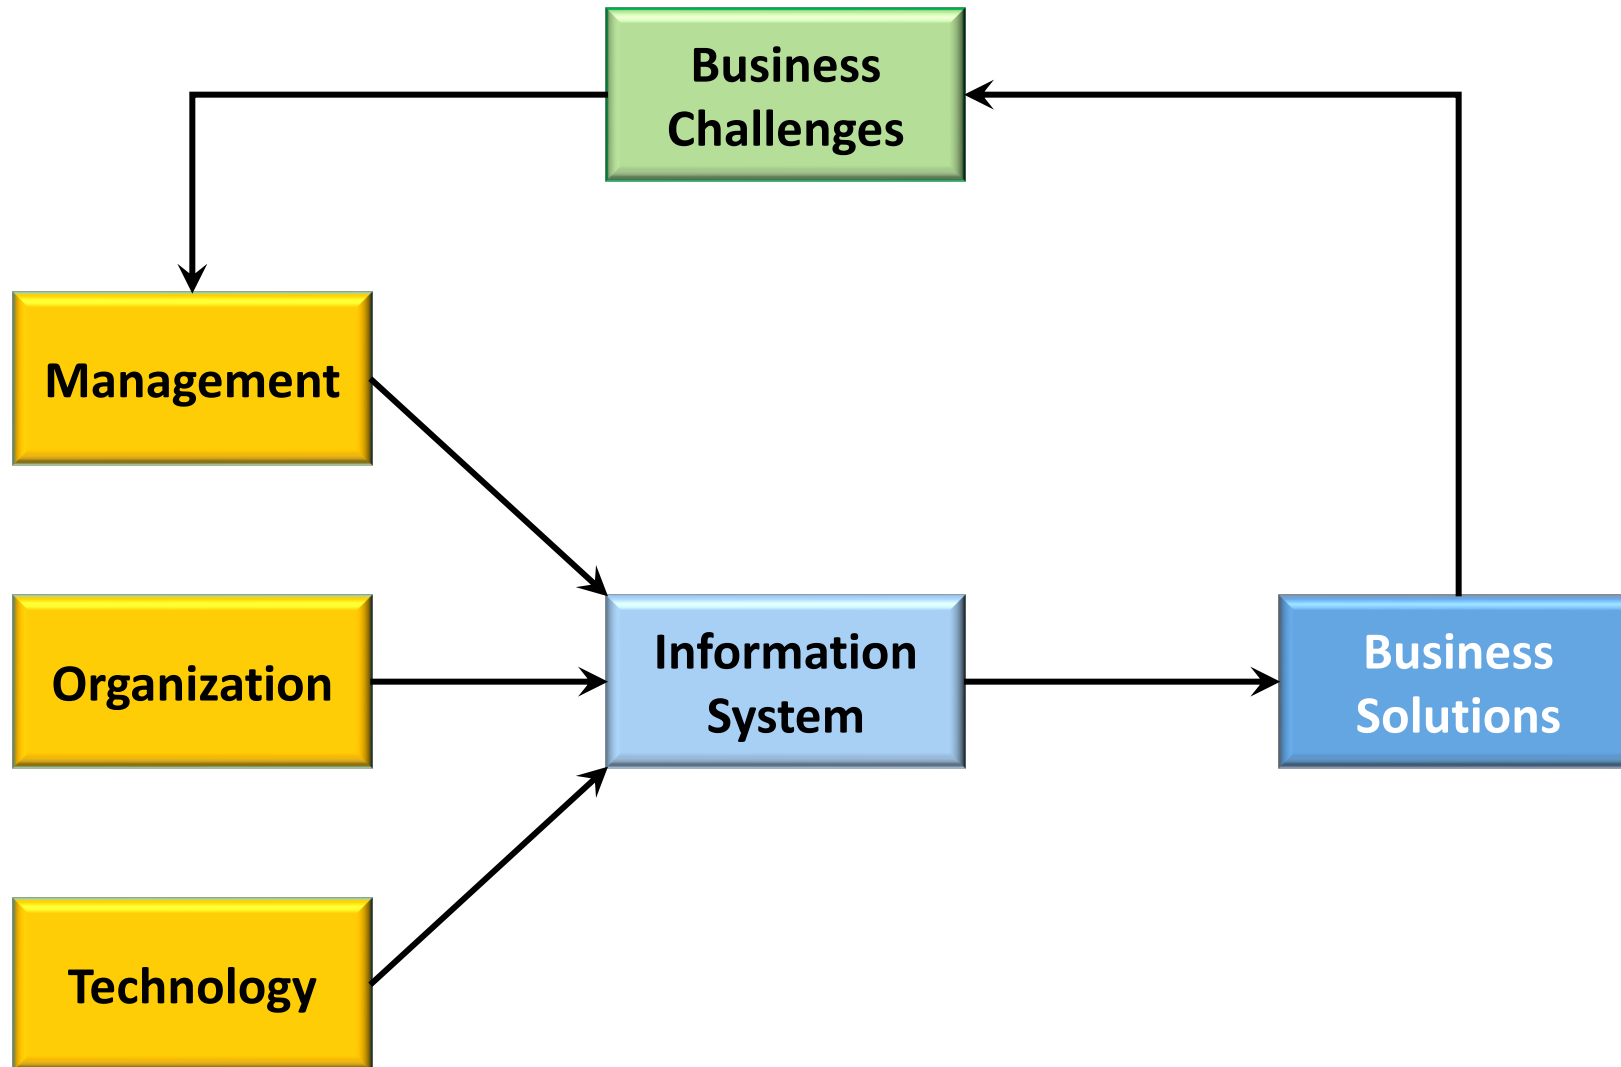 Business
Challenges
Management
Organization
Information
System
Business
Solutions
Technology